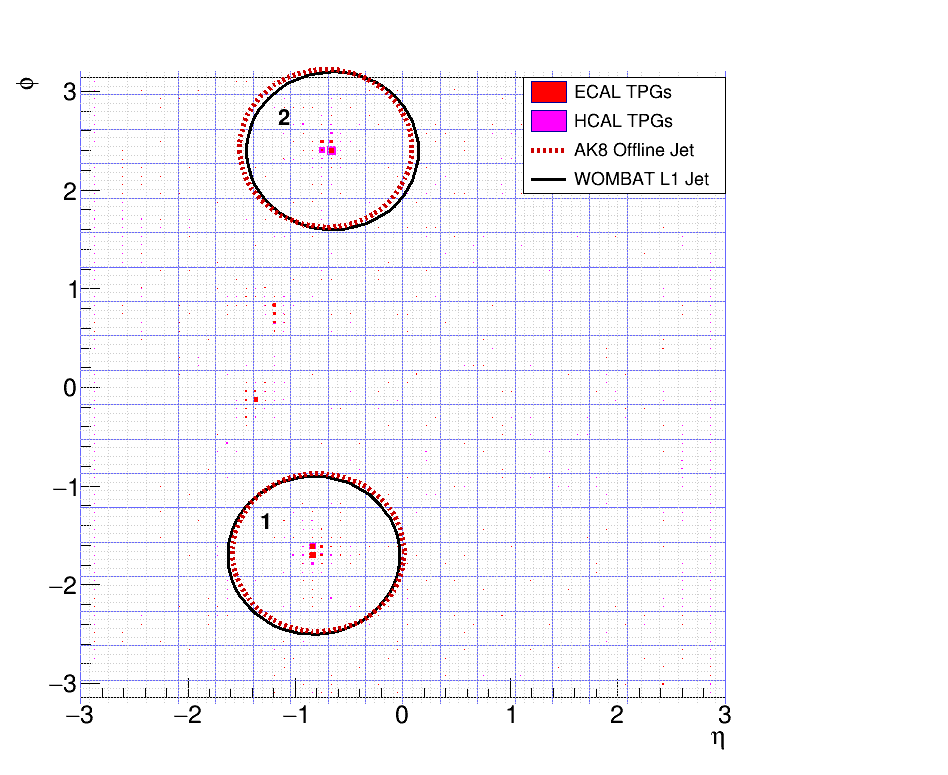 ϕ
3
2
1
0
−1
−2
−3
2
1
ECAL TPGs
HCAL TPGs
AK8 Offline Jet
WOMBAT L1 Jet
−3 −2 −1 0 1 2 3
η